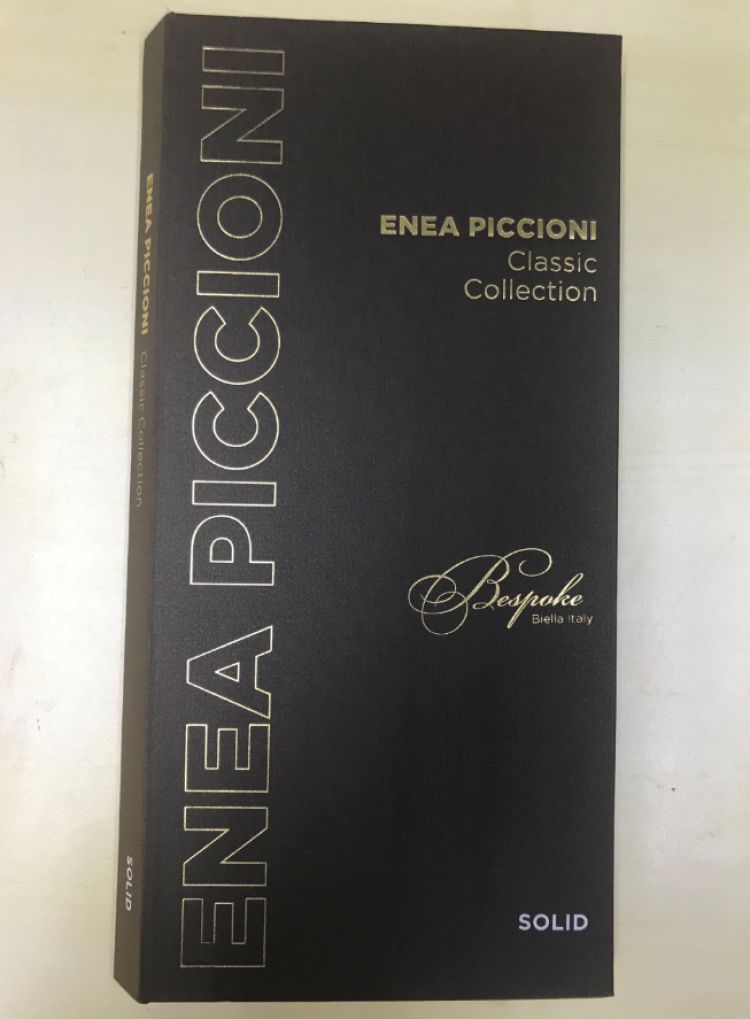 ENEA PICCIONI Classic Collection
SOLID
ENEA PICCIONI
ENEA PICCIONI
Classic
Collection
Bespoke
Biella Italy
SOLID